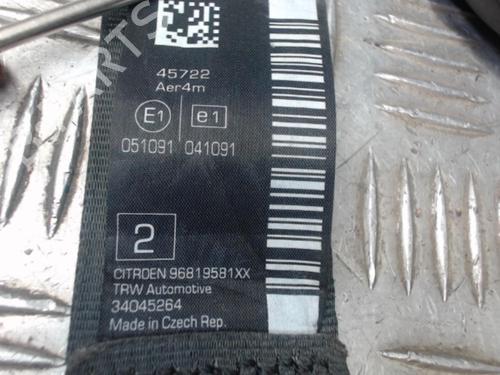 45722
Aer4m
E1 e1
051091 041091
2
CITROEN 96819581XX
TRW Automotive
34045264
Made in Czech Rep.